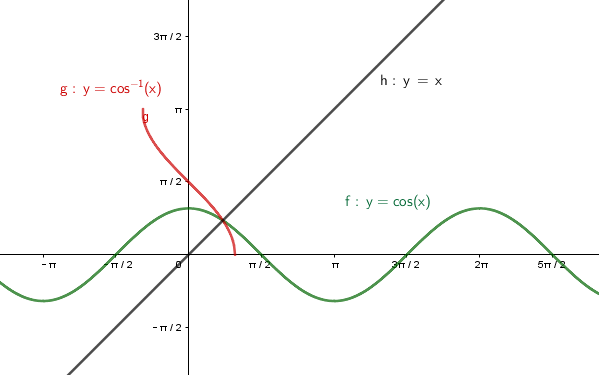 3π / 2
h : y = x
g : y = cos⁻¹(x)
π
g
π / 2
f : y = cos(x)
− π
− π / 2
0
π / 2
π
3π / 2
2π
5π / 2
− π / 2